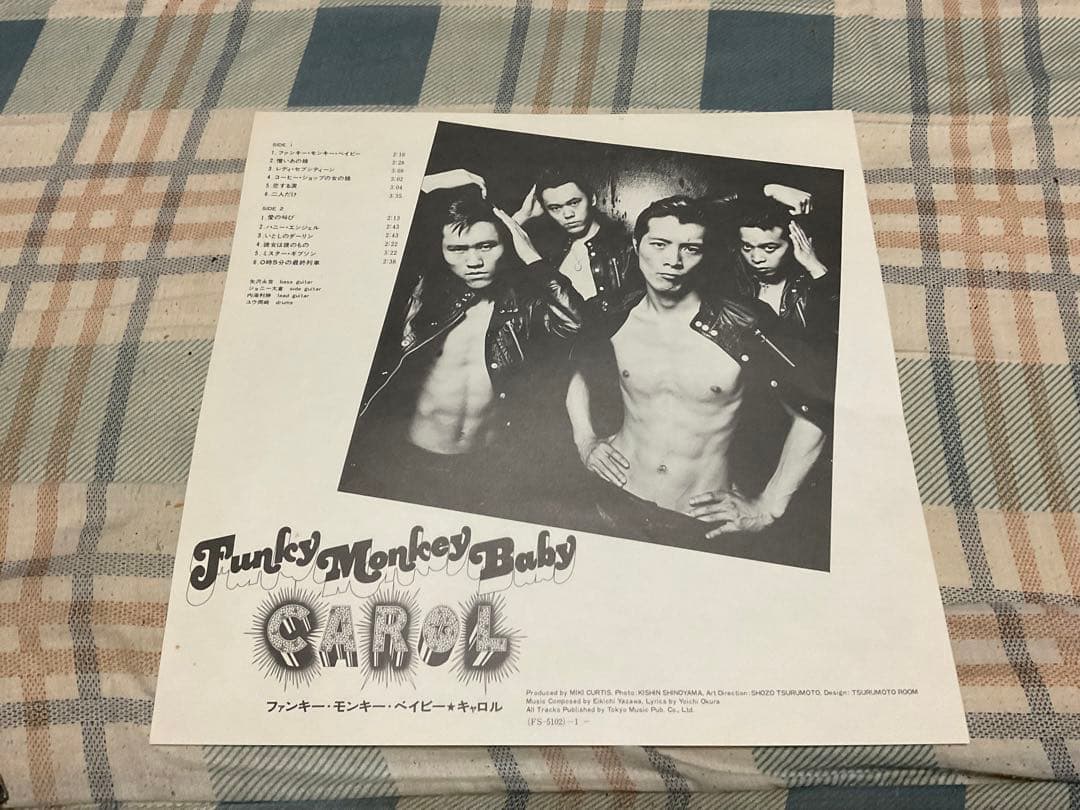 SIDE 1
1. ファンキー・モンキー・ベイビー 2:10
2. 憎いあの娘 2:28
3. レディ・セブンティーン 3:08
4. コーヒー・ショップの女の娘 3:02
5. 恋する涙 3:04
6. 二人だけ 3:35
SIDE 2
1. 愛の叫び 2:13
2. ハニー・エンジェル 2:43
3. いとしのダーリン 2:43
4. 彼女は彼のもの 2:22
5. ミスター・ギブソン 3:22
6. 0時5分の最終列車 2:38
矢沢永吉 bass guitar
ジョニー大倉 side guitar
内海利勝 lead guitar
ユウ岡崎 drums
Funky Monkey Baby
CAROL
ファンキー・モンキー・ベイビー★キャロル
Produced by MIKI CURTIS, Photo: KISHIN SHINOYAMA, Art Direction: SHOZO TSURUMOTO, Design: TSURUMOTO ROOM
Music Composed by Eikichi Yazawa, Lyrics by Yoichi Okura
All Tracks Published by Tokyo Music Pub. Co., Ltd.
(FS-5102)-1-